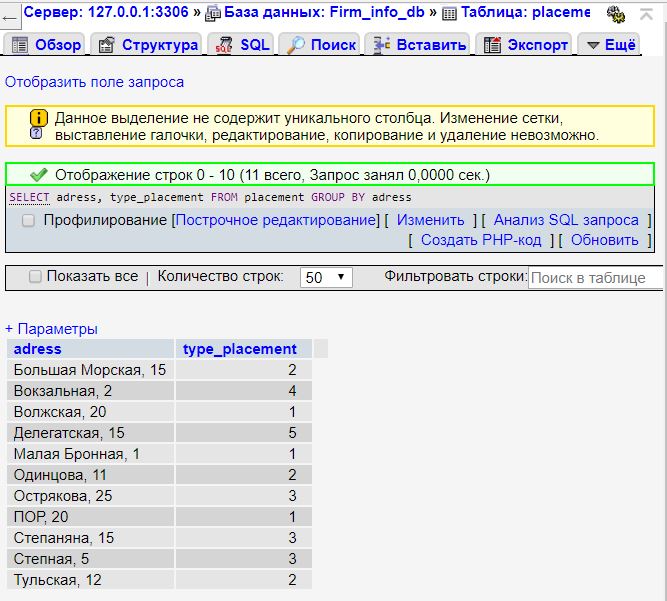 Сервер: 127.0.0.1:3306 » База данных: Firm_info_db » Таблица: placeme
Обзор Структура SQL Поиск Вставить Экспорт Ещё
Отобразить поле запроса
Данное выделение не содержит уникального столбца. Изменение сетки,
выставление галочки, редактирование, копирование и удаление невозможно.
Отображение строк 0 - 10 (11 всего, Запрос занял 0,0000 сек.)
SELECT adress, type_placement FROM placement GROUP BY adress
Профилирование [Построчное редактирование] [ Изменить ] [ Анализ SQL запроса ]
[ Создать PHP-код ] [ Обновить ]
Показать все | Количество строк: 50 Фильтровать строки: Поиск в таблице
+ Параметры
adress type_placement
Большая Морская, 15 2
Вокзальная, 2 4
Волжская, 20 1
Делегатская, 15 5
Малая Бронная, 1 1
Одинцова, 11 2
Острякова, 25 3
ПОР, 20 1
Степаняна, 15 3
Степная, 5 3
Тульская, 12 2